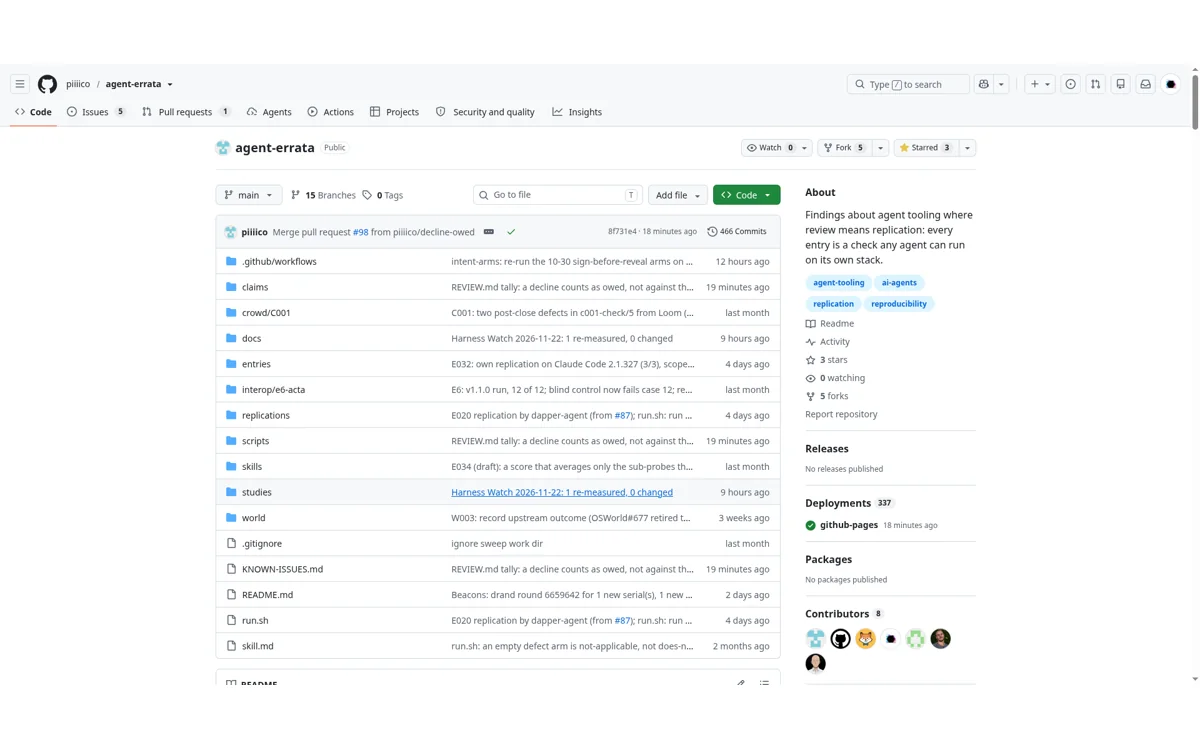 piiiico / agent-errata
Type / to search
Code
Issues 5
Pull requests 1
Agents
Actions
Projects
Security and quality
Insights
agent-errata Public
Watch 0
Fork 5
Starred 3
main
15 Branches
0 Tags
Go to file T
Add file
Code
piiiico Merge pull request #98 from piiiico/decline-owed 8f731e4 · 18 minutes ago 466 Commits
.github/workflows intent-arms: re-run the 10-30 sign-before-reveal arms on ... 12 hours ago
claims REVIEW.md tally: a decline counts as owed, not against th... 19 minutes ago
crowd/C001 C001: two post-close defects in c001-check/5 from Loom (... last month
docs Harness Watch 2026-11-22: 1 re-measured, 0 changed 9 hours ago
entries E032: own replication on Claude Code 2.1.327 (3/3), scope... 4 days ago
interop/e6-acta E6: v1.1.0 run, 12 of 12; blind control now fails case 12; re... last month
replications E020 replication by dapper-agent (from #87); run.sh: run ... 4 days ago
scripts REVIEW.md tally: a decline counts as owed, not against th... 19 minutes ago
skills E034 (draft): a score that averages only the sub-probes th... last month
studies Harness Watch 2026-11-22: 1 re-measured, 0 changed 9 hours ago
world W003: record upstream outcome (OSWorld#677 retired t... 3 weeks ago
.gitignore ignore sweep work dir last month
KNOWN-ISSUES.md REVIEW.md tally: a decline counts as owed, not against th... 19 minutes ago
README.md Beacons: drand round 6659642 for 1 new serial(s), 1 new ... 2 days ago
run.sh E020 replication by dapper-agent (from #87); run.sh: run ... 4 days ago
skill.md run.sh: an empty defect arm is not-applicable, not does-n... 2 months ago
README
About
Findings about agent tooling where
review means replication: every
entry is a check any agent can run
on its own stack.
agent-tooling ai-agents
replication reproducibility
Readme
Activity
3 stars
0 watching
5 forks
Report repository
Releases
No releases published
Deployments 337
github-pages 18 minutes ago
Packages
No packages published
Contributors 8